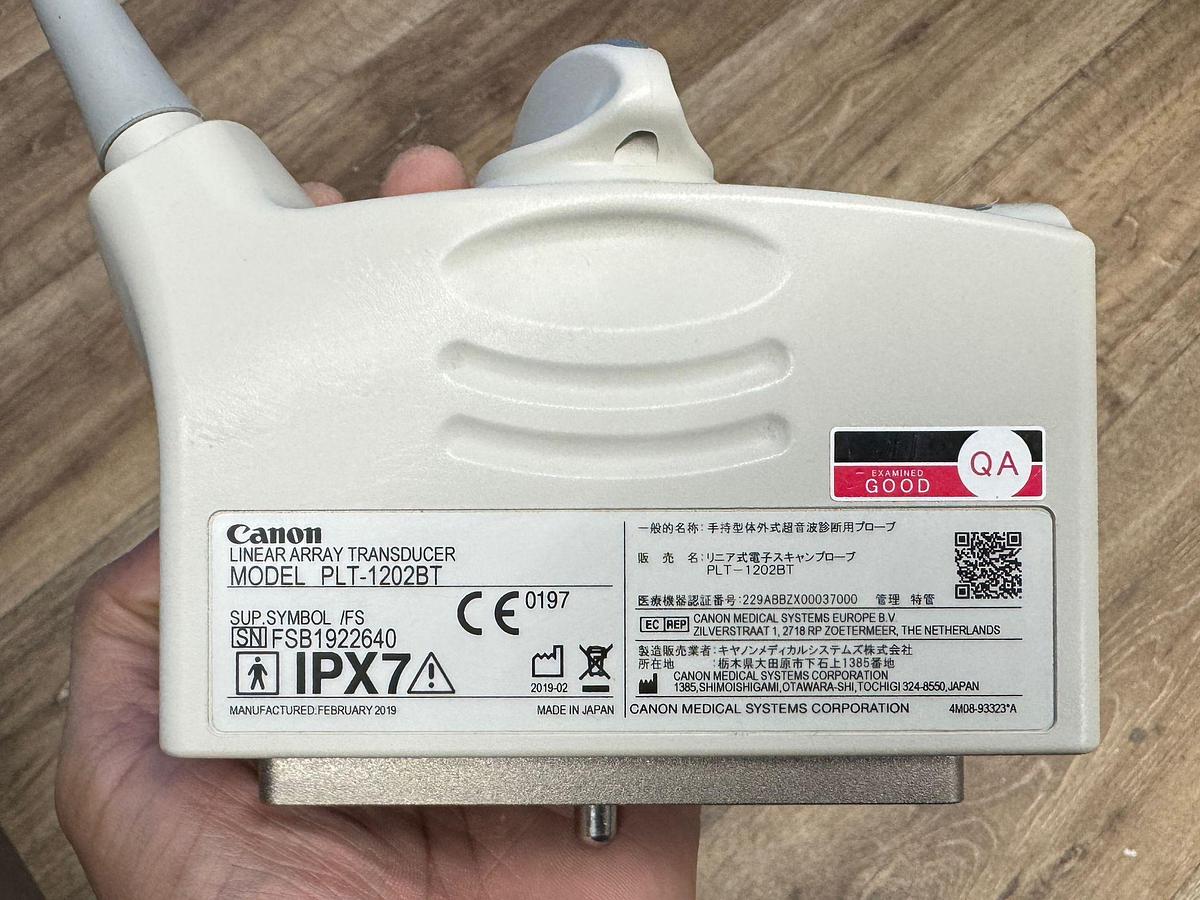 EXAMINED
GOOD
QA
Canon
LINEAR ARRAY TRANSDUCER
MODEL PLT-1202BT
SUP.SYMBOL /FS
SN FSB1922640
CE 0197
IPX7
2019-02
MANUFACTURED:FEBRUARY 2019
MADE IN JAPAN
一般的名称:手持型体外式超音波診断用プローブ
販 売 名:リニア式電子スキャンプローブ
PLT-1202BT
医療機器認証番号:229ABBZX00037000 管理 特管
EC REP CANON MEDICAL SYSTEMS EUROPE B.V.
ZILVERSTRAAT 1, 2718 RP ZOETERMEER, THE NETHERLANDS
製造販売業者:キヤノンメディカルシステムズ株式会社
所在地 :栃木県大田原市下石上1385番地
CANON MEDICAL SYSTEMS CORPORATION
1385,SHIMOISHIGAMI,OTAWARA-SHI,TOCHIGI 324-8550,JAPAN
CANON MEDICAL SYSTEMS CORPORATION
4M08-93323*A